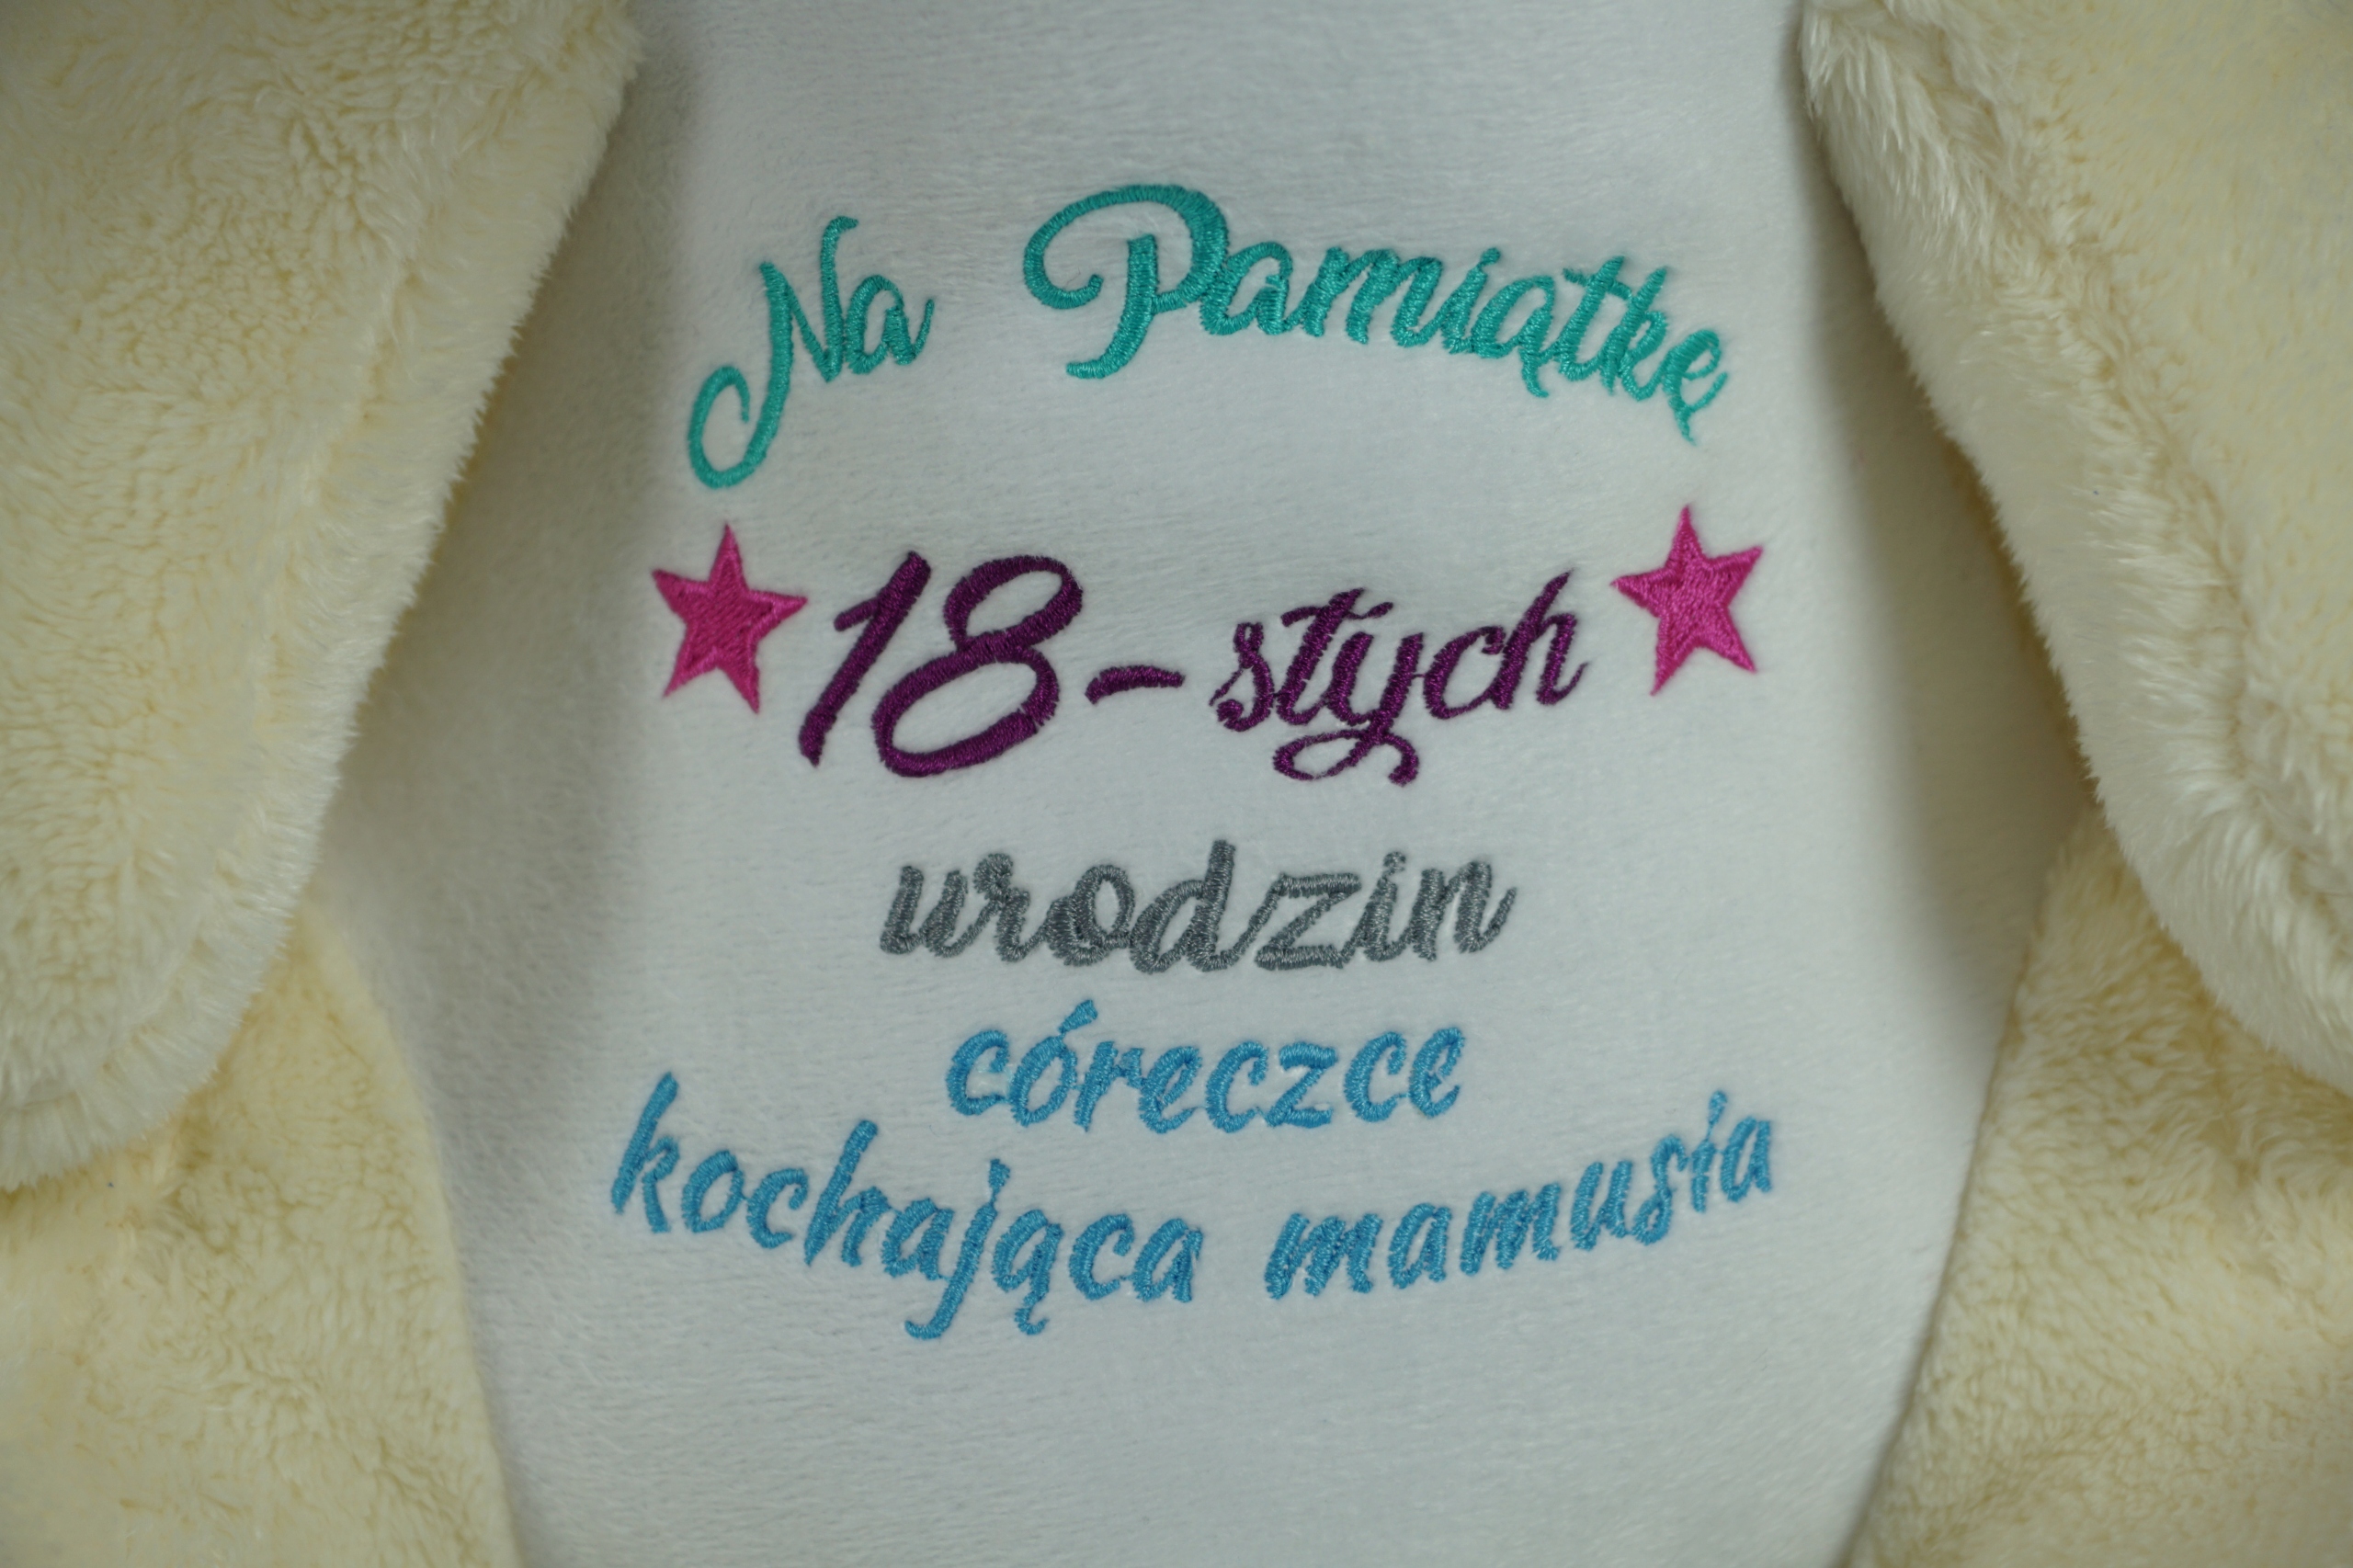 Na Pamiątkę
18-stych
urodzin
córeczce
kochająca mamusia